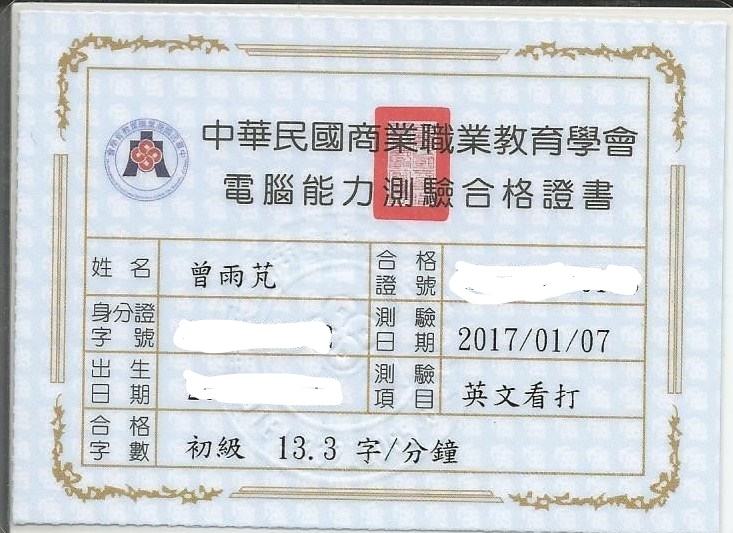 中華民國商業職業教育學會
電腦能力測驗合格證書
姓名 曾雨芃 合格證號
身分證字號 測驗日期 2017/01/07
出生日期 測驗項目 英文看打
合格字數 初級 13.3 字/分鐘